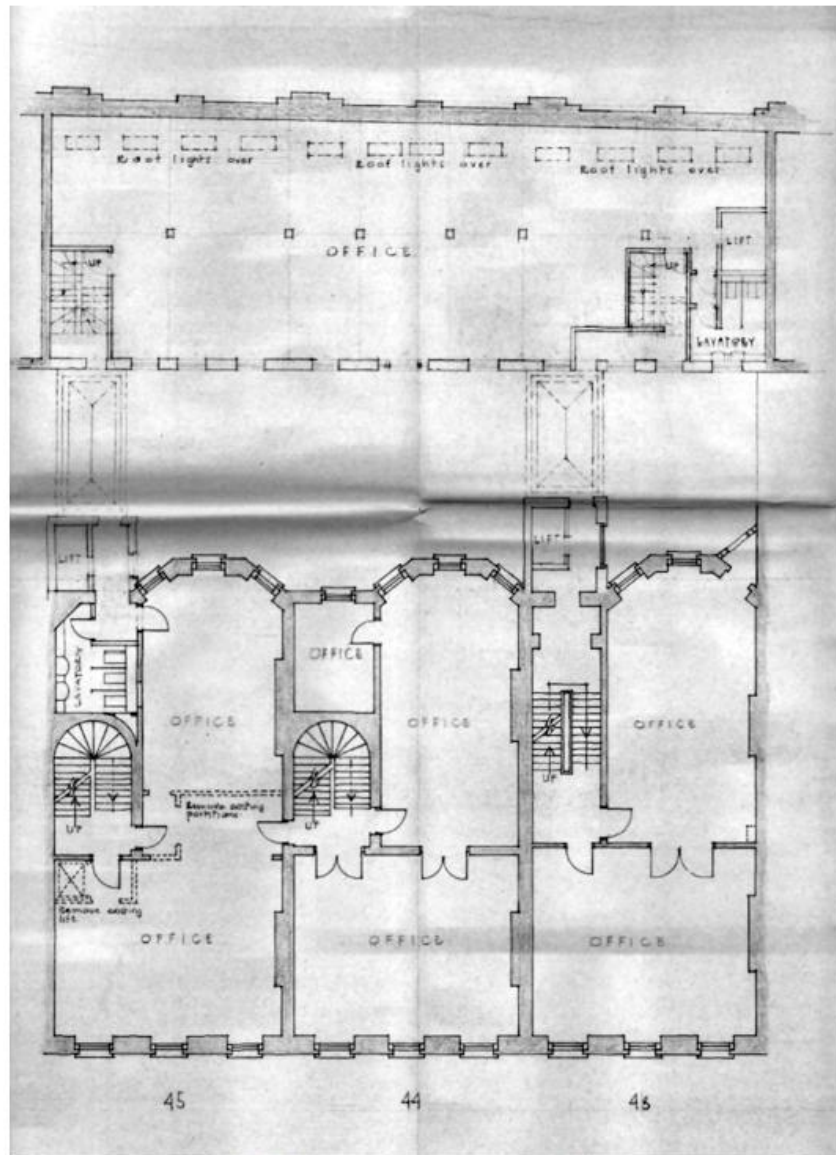 Roof lights over
Roof lights over
Roof lights over
OFFICE
UP
UP
LIFT
LAVATORY
LIFT
LIFT
LAVATORY
OFFICE
OFFICE
OFFICE
OFFICE
UP
UP
UP
Remove existing
partitions.
Remove existing
lift.
OFFICE
OFFICE
OFFICE
45
44
43